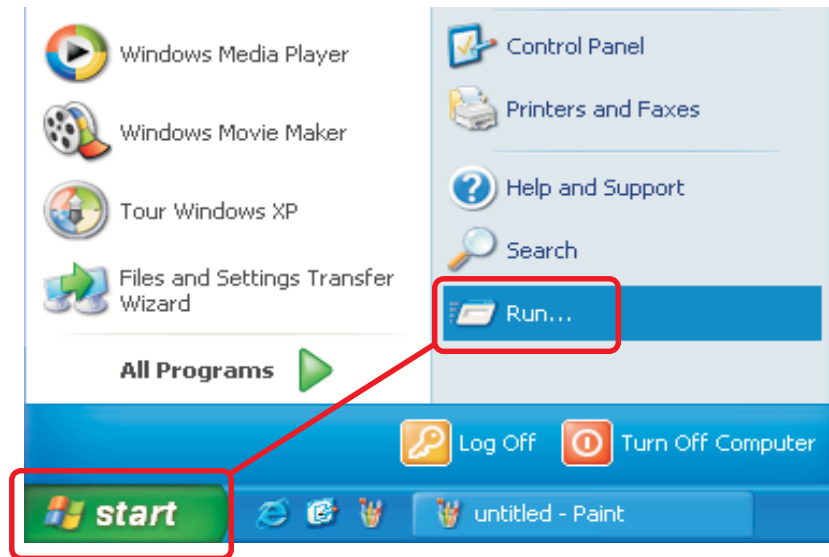 Windows Media Player
Windows Movie Maker
Tour Windows XP
Files and Settings Transfer
Wizard
All Programs
Control Panel
Printers and Faxes
Help and Support
Search
Run...
Log Off
Turn Off Computer
start
untitled - Paint